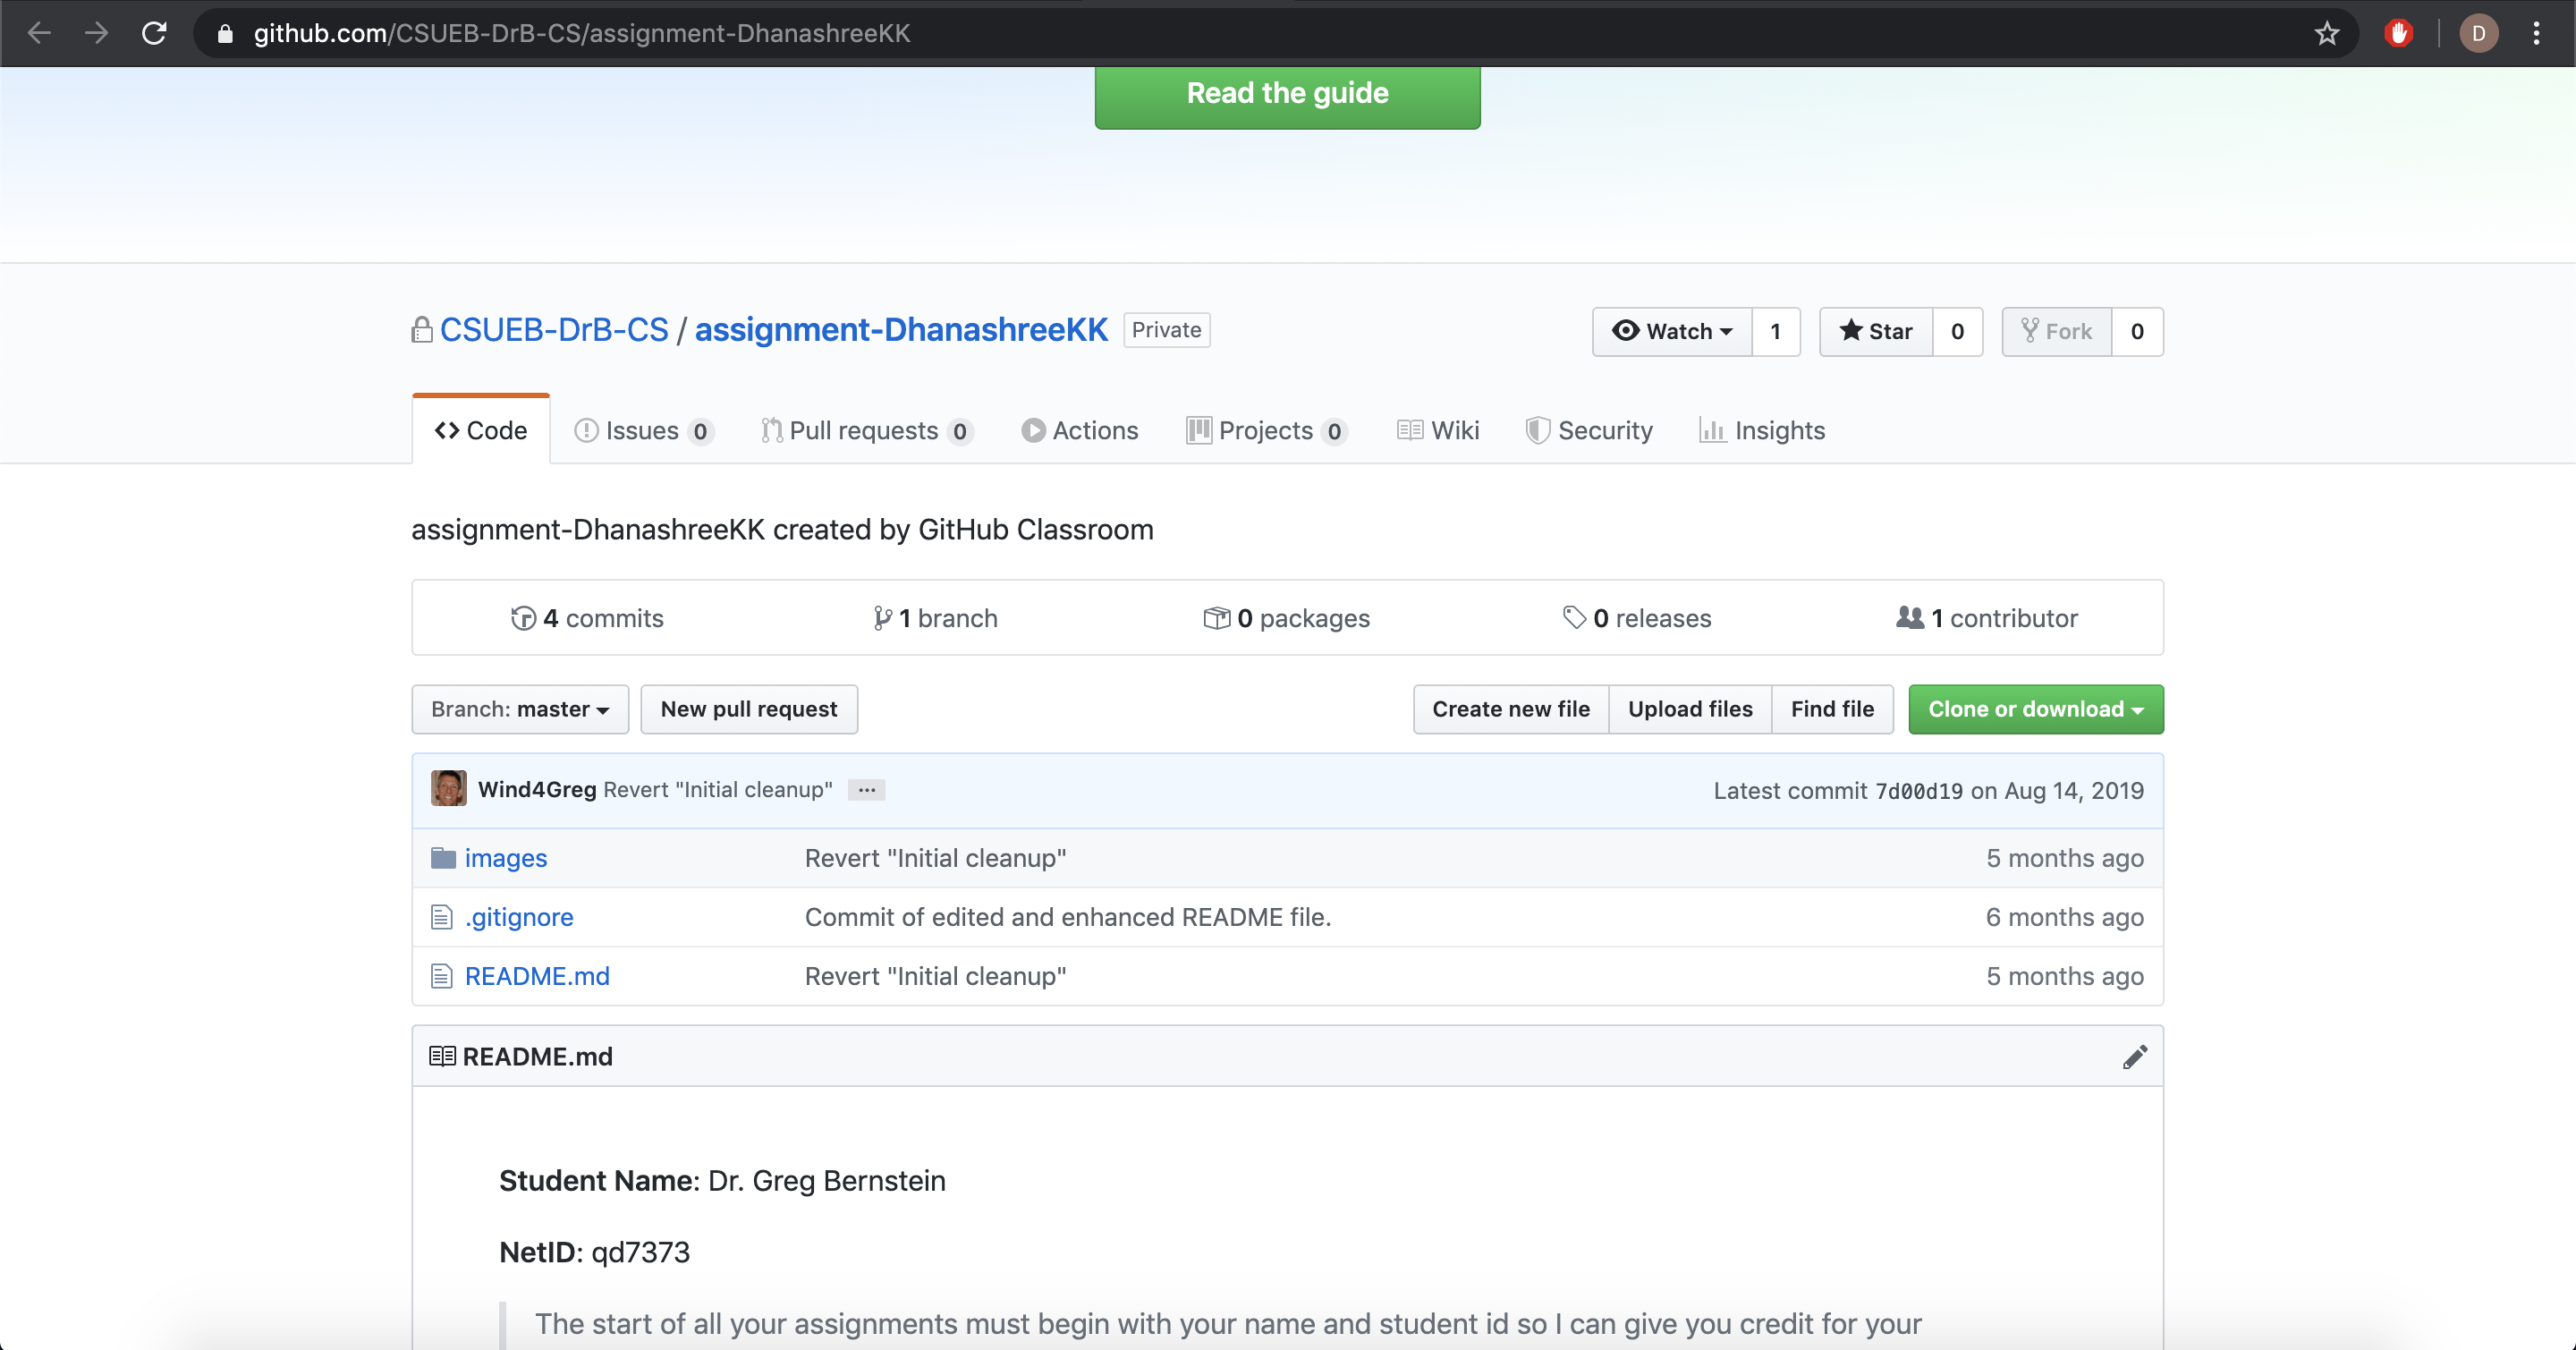 github.com/CSUEB-DrB-CS/assignment-DhanashreeKK
D
Read the guide
CSUEB-DrB-CS / assignment-DhanashreeKK Private
Watch 1 Star 0 Fork 0
Code Issues 0 Pull requests 0 Actions Projects 0 Wiki Security Insights
assignment-DhanashreeKK created by GitHub Classroom
4 commits 1 branch 0 packages 0 releases 1 contributor
Branch: master New pull request Create new file Upload files Find file Clone or download
Wind4Greg Revert "Initial cleanup" ... Latest commit 7d00d19 on Aug 14, 2019
images Revert "Initial cleanup" 5 months ago
.gitignore Commit of edited and enhanced README file. 6 months ago
README.md Revert "Initial cleanup" 5 months ago
README.md
Student Name: Dr. Greg Bernstein
NetID: qd7373
The start of all your assignments must begin with your name and student id so I can give you credit for your